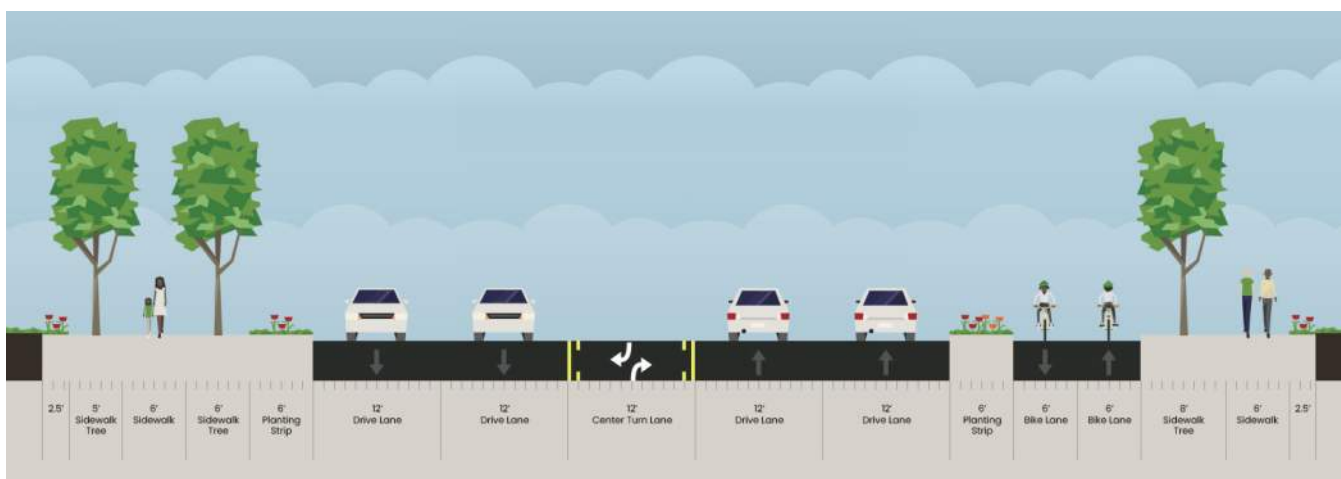 2.5'
5'
Sidewalk
Tree
6'
Sidewalk
6'
Sidewalk
Tree
6'
Planting
Strip
12'
Drive Lane
12'
Drive Lane
12'
Center Turn Lane
12'
Drive Lane
12'
Drive Lane
6'
Planting
Strip
6'
Bike Lane
6'
Bike Lane
8'
Sidewalk
Tree
6'
Sidewalk
2.5'